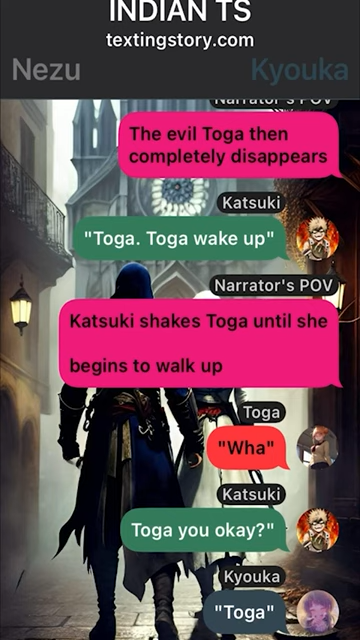 INDIAN TS
textingstory.com
Nezu
Kyouka
Narrator's POV
The evil Toga then
completely disappears
Katsuki
"Toga. Toga wake up"
Narrator's POV
Katsuki shakes Toga until she
begins to walk up
Toga
"Wha"
Katsuki
Toga you okay?"
Kyouka
"Toga"